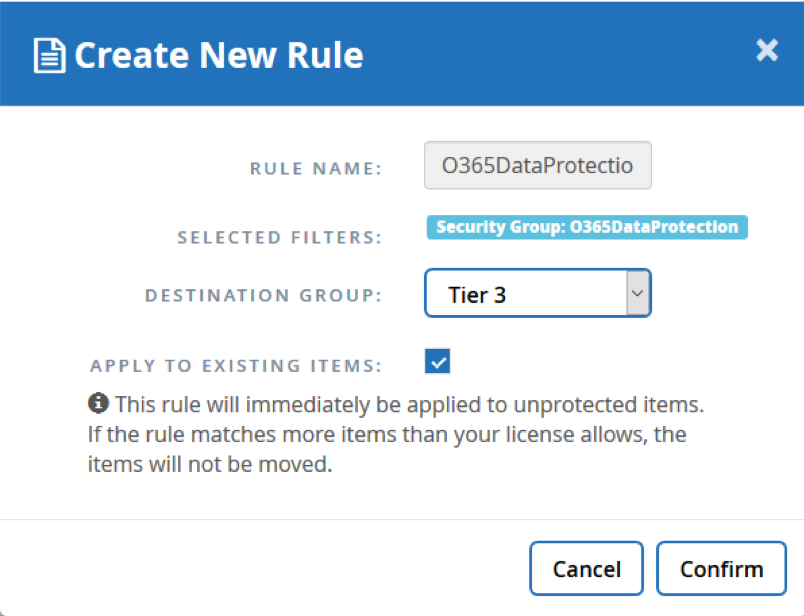 Create New Rule
RULE NAME: O365DataProtectio
SELECTED FILTERS: Security Group: O365DataProtection
DESTINATION GROUP: Tier 3
APPLY TO EXISTING ITEMS:
This rule will immediately be applied to unprotected items.
If the rule matches more items than your license allows, the
items will not be moved.
Cancel Confirm